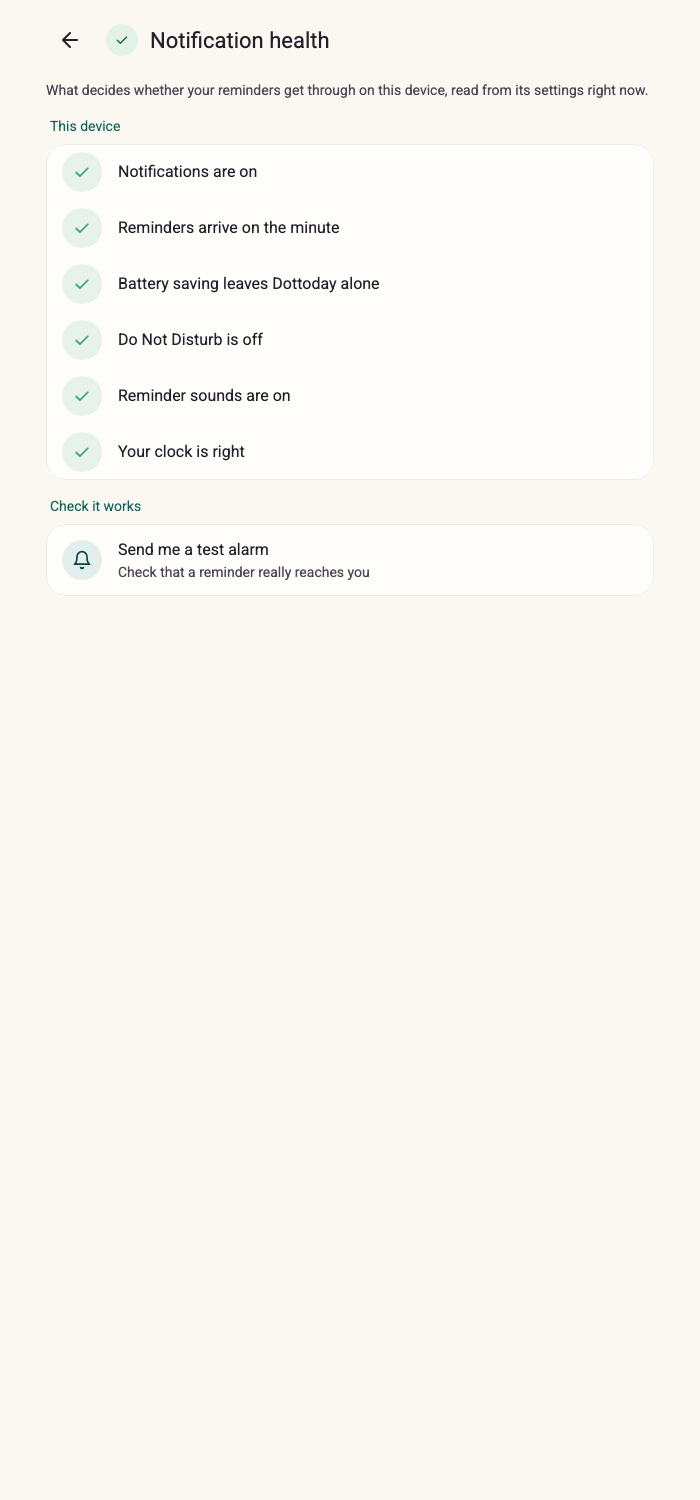 Notification health
What decides whether your reminders get through on this device, read from its settings right now.
This device
Notifications are on
Reminders arrive on the minute
Battery saving leaves Dottoday alone
Do Not Disturb is off
Reminder sounds are on
Your clock is right
Check it works
Send me a test alarm
Check that a reminder really reaches you